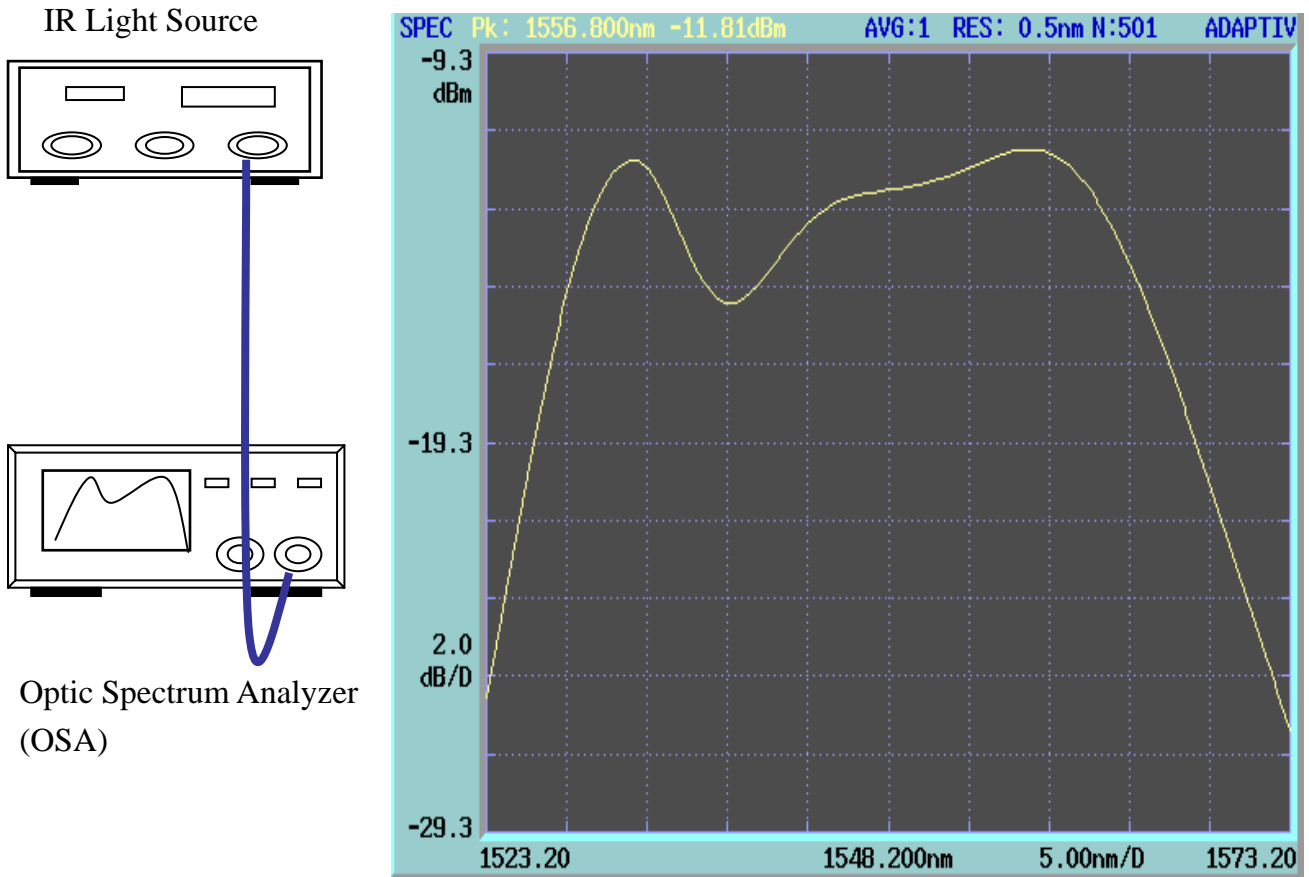 IR Light Source
SPEC Pk: 1556.800nm -11.81dBm AVG:1 RES: 0.5nm N:501 ADAPTIV
-9.3
dBm
-19.3
2.0
dB/D
-29.3
1523.20 1548.200nm 5.00nm/D 1573.20
Optic Spectrum Analyzer
(OSA)